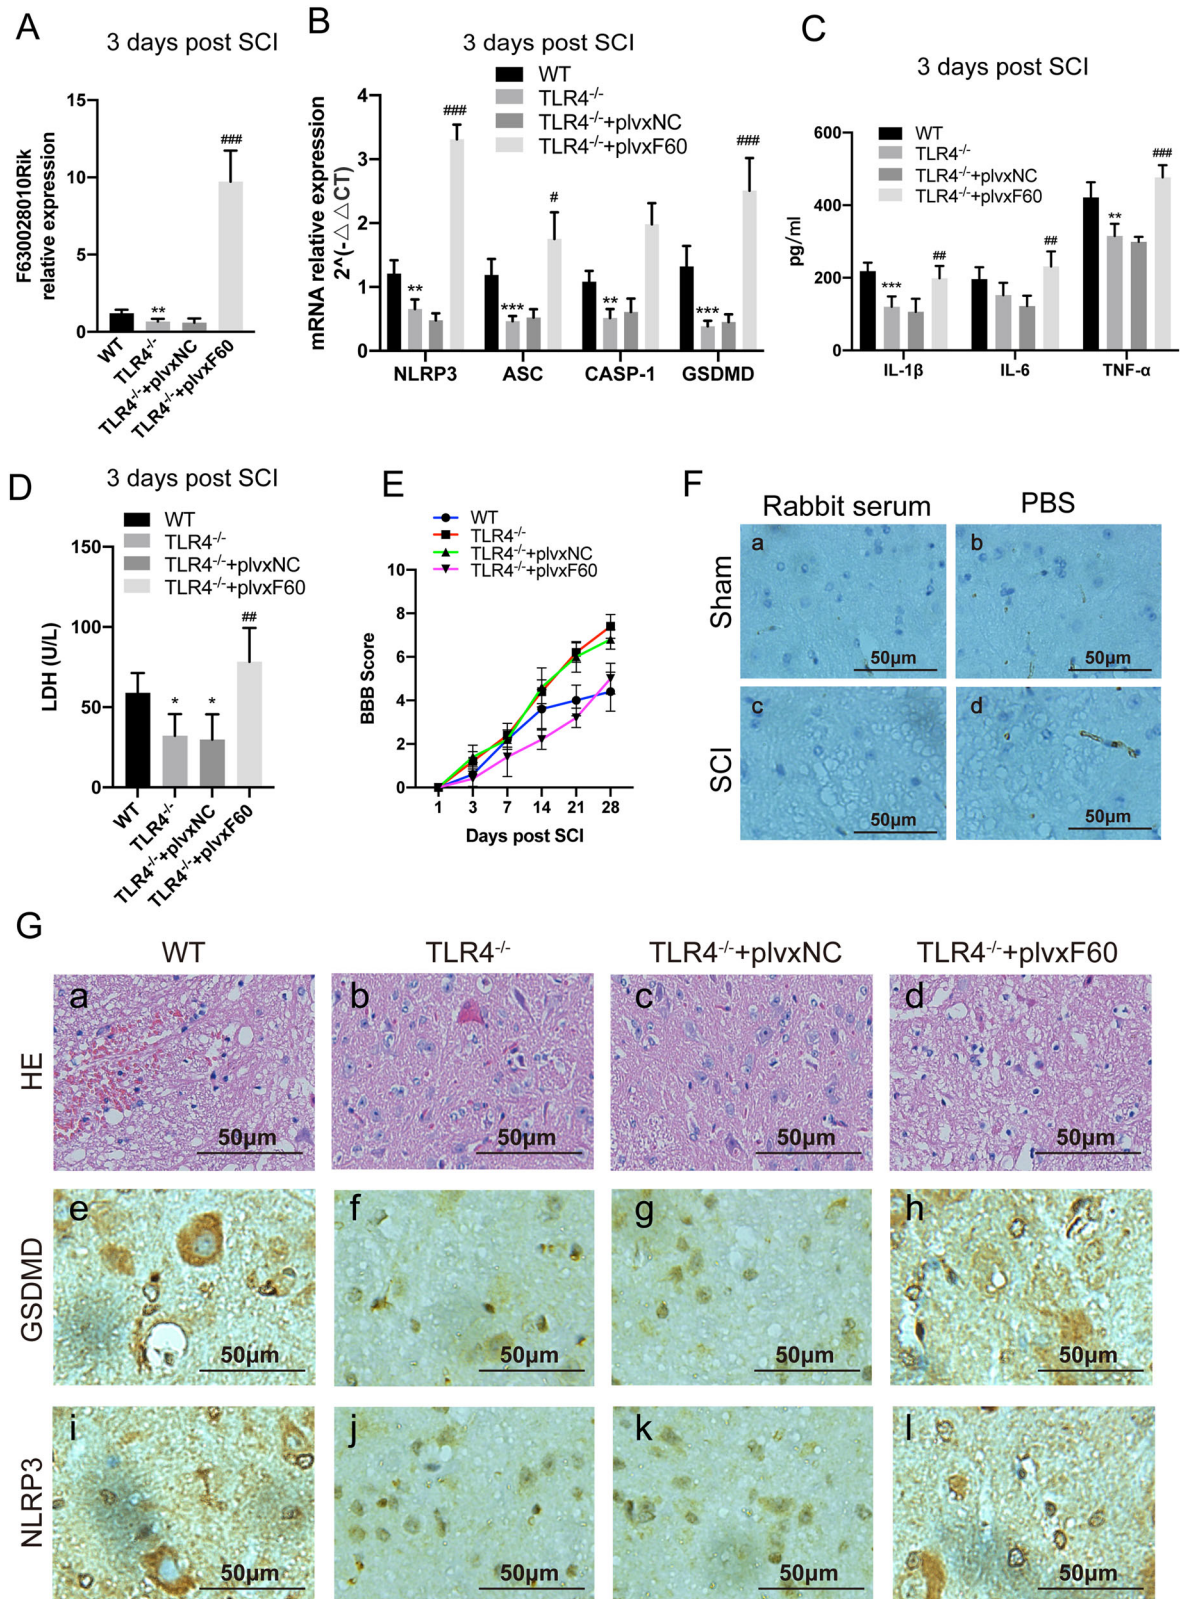 A
3 days post SCI
F630028010Rik
relative expression
15
10
5
0
**
###
WT
TLR4-/-
TLR4-/-+plvxNC
TLR4-/-+plvxF60
B
3 days post SCI
WT
TLR4-/-
TLR4-/-+plvxNC
TLR4-/-+plvxF60
mRNA relative expression
2^(-△△CT)
4
3
2
1
0
**
###
***
#
**
***
###
NLRP3
ASC
CASP-1
GSDMD
C
3 days post SCI
WT
TLR4-/-
TLR4-/-+plvxNC
TLR4-/-+plvxF60
pg/ml
600
400
200
0
***
##
##
**
###
IL-1β
IL-6
TNF-α
D
3 days post SCI
WT
TLR4-/-
TLR4-/-+plvxNC
TLR4-/-+plvxF60
LDH (U/L)
150
100
50
0
*
*
##
WT
TLR4-/-
TLR4-/-+plvxNC
TLR4-/-+plvxF60
E
WT
TLR4-/-
TLR4-/-+plvxNC
TLR4-/-+plvxF60
BBB Score
10
8
6
4
2
0
1 3 7 14 21 28
Days post SCI
F
Rabbit serum
PBS
Sham
a
50μm
b
50μm
SCI
c
50μm
d
50μm
G
WT
TLR4-/-
TLR4-/-+plvxNC
TLR4-/-+plvxF60
HE
a
50μm
b
50μm
c
50μm
d
50μm
GSDMD
e
50μm
f
50μm
g
50μm
h
50μm
NLRP3
i
50μm
j
50μm
k
50μm
l
50μm